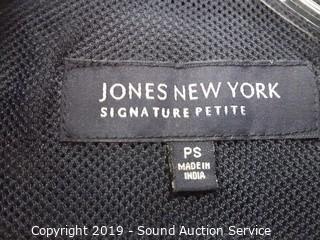 JONES NEW YORK
SIGNATURE PETITE
PS
MADE IN
INDIA
Copyright 2019 - Sound Auction Service